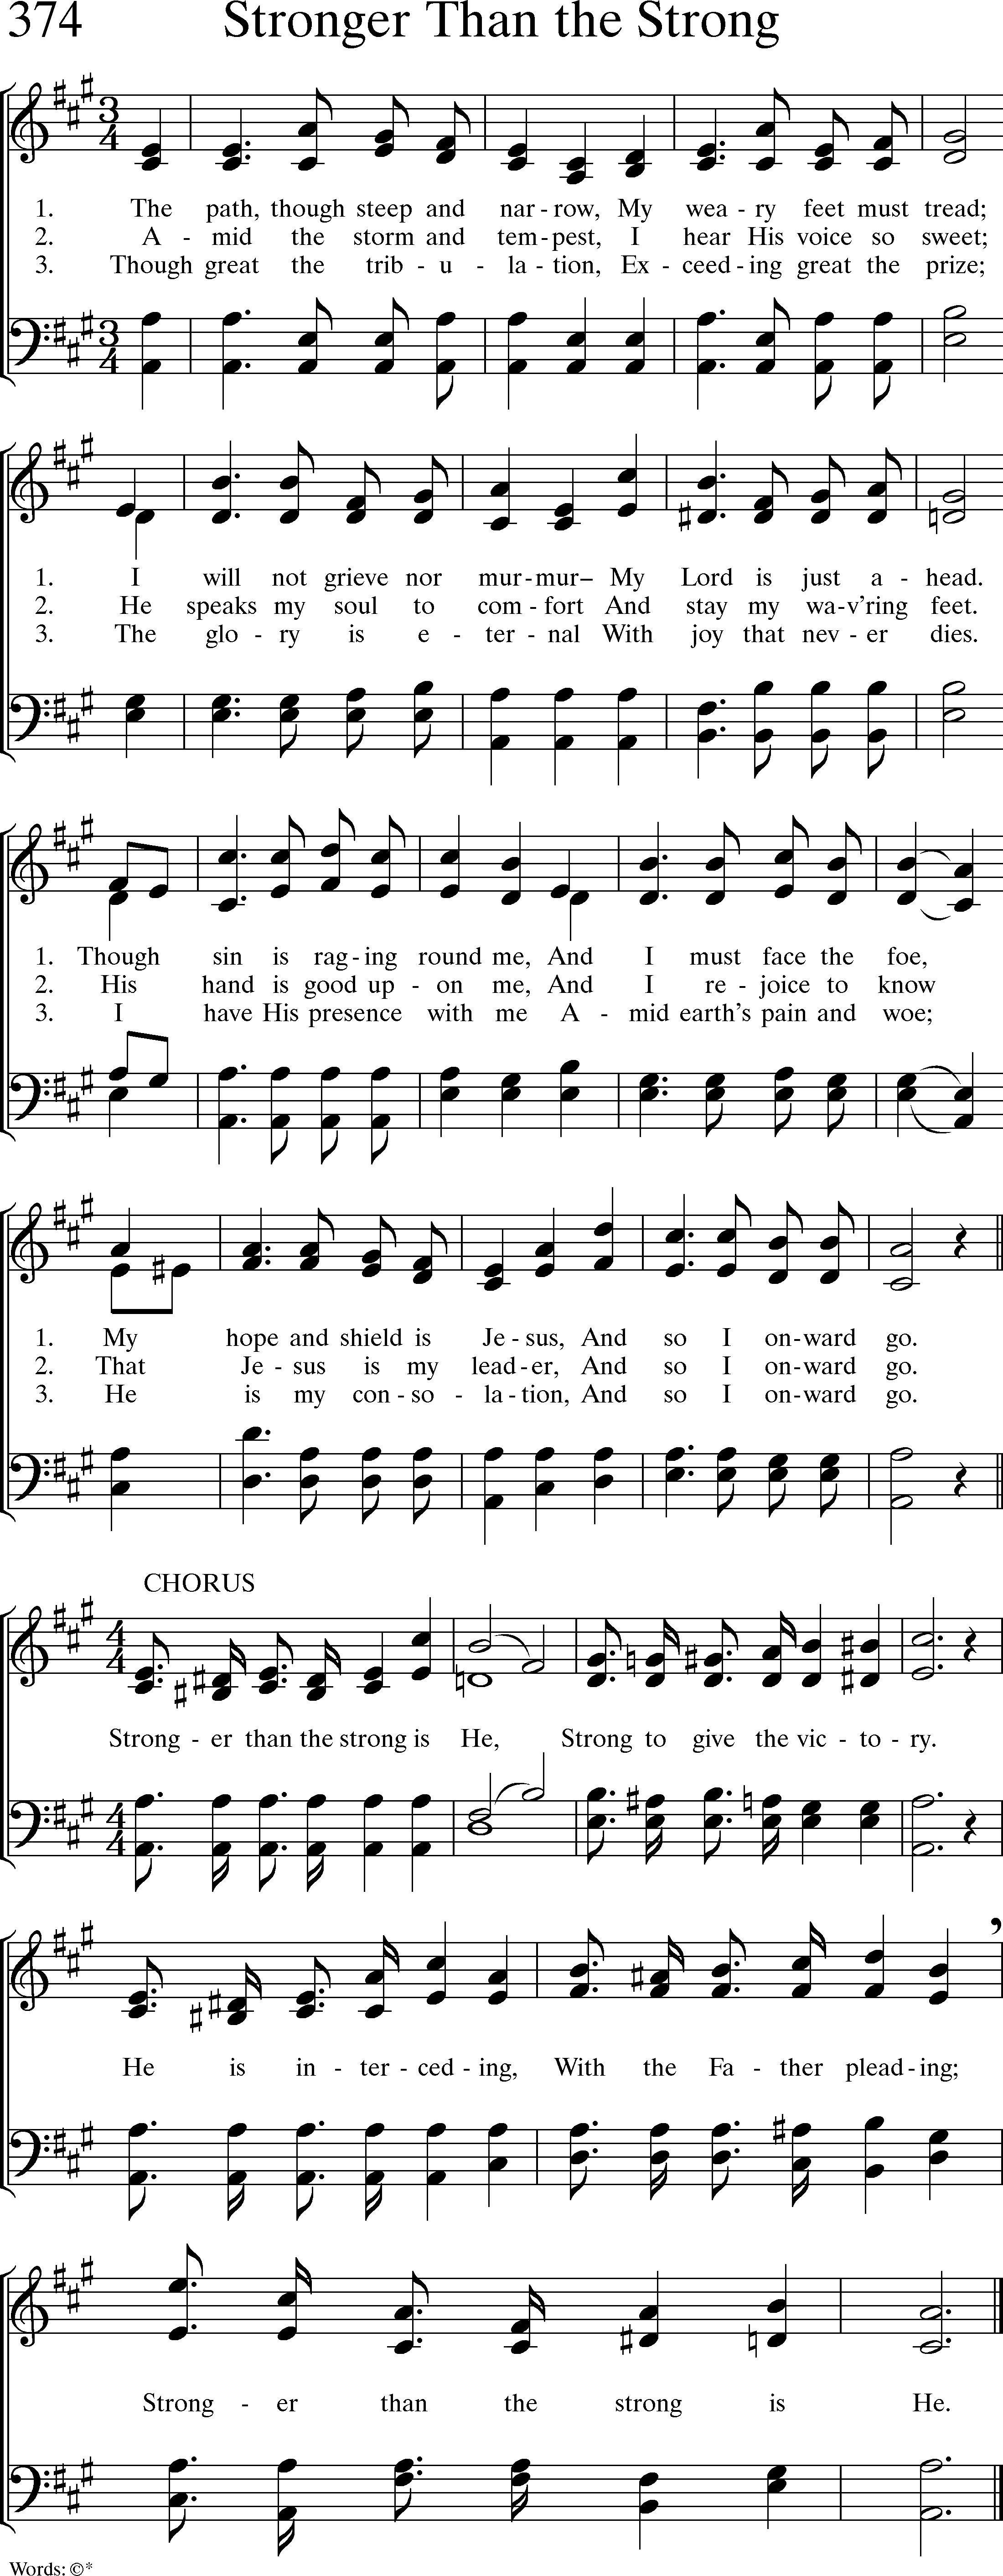 374 Stronger Than the Strong
1. The path, though steep and nar - row, My wea - ry feet must tread;
2. A - mid the storm and tem - pest, I hear His voice so sweet;
3. Though great the trib - u - la - tion, Ex - ceed - ing great the prize;
1. I will not grieve nor mur - mur– My Lord is just a - head.
2. He speaks my soul to com - fort And stay my wa - v'ring feet.
3. The glo - ry is e - ter - nal With joy that nev - er dies.
1. Though sin is rag - ing round me, And I must face the foe,
2. His hand is good up - on me, And I re - joice to know
3. I have His presence with me A - mid earth's pain and woe;
1. My hope and shield is Je - sus, And so I on - ward go.
2. That Je - sus is my lead - er, And so I on - ward go.
3. He is my con - so - la - tion, And so I on - ward go.
CHORUS
Strong - er than the strong is He, Strong to give the vic - to - ry.
He is in - ter - ced - ing, With the Fa - ther plead - ing;
Strong - er than the strong is He.
Words: ©*